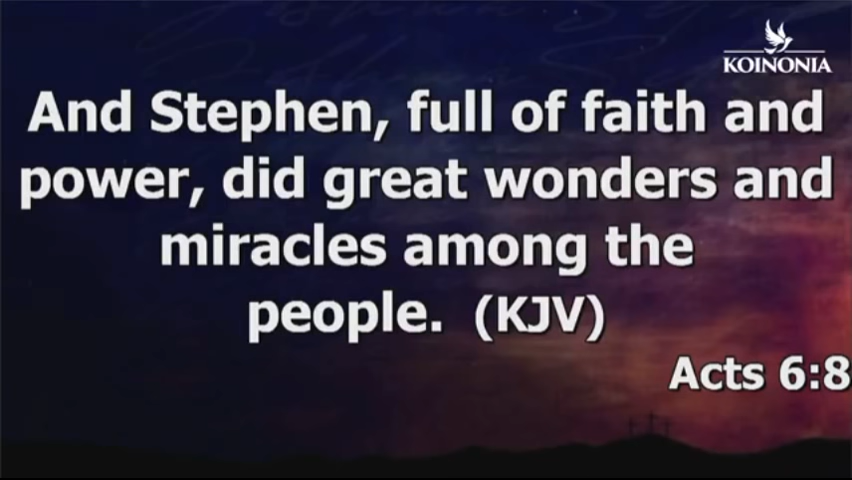 KOINONIA
And Stephen, full of faith and
power, did great wonders and
miracles among the
people. (KJV)
Acts 6:8